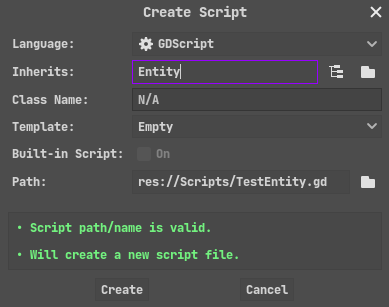 Create Script
Language: GDScript
Inherits: Entity
Class Name: N/A
Template: Empty
Built-in Script: On
Path: res://Scripts/TestEntity.gd
• Script path/name is valid.
• Will create a new script file.
Create Cancel